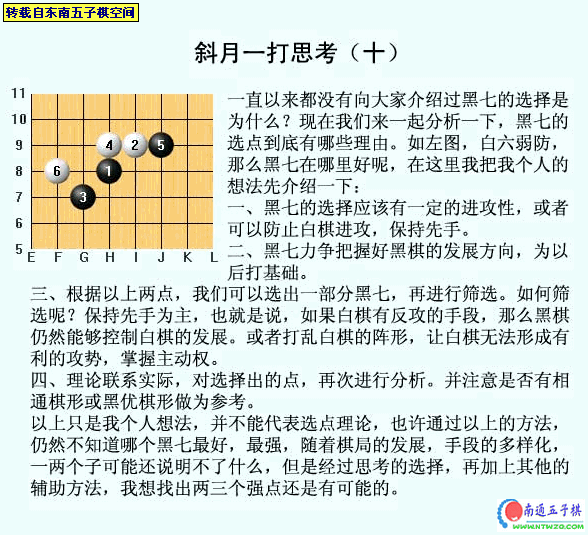 转载自东南五子棋空间
斜月一打思考（十）
11
10
9
8
7
6
5
E F G H I J K L
4 2 5
6 1
3
一直以来都没有向大家介绍过黑七的选择是
为什么？现在我们来一起分析一下，黑七的
选点到底有哪些理由。如左图，白六弱防，
那么黑七在哪里好呢，在这里我把我个人的
想法先介绍一下：
一、黑七的选择应该有一定的进攻性，或者
可以防止白棋进攻，保持先手。
二、黑七力争把握好黑棋的发展方向，为以
后打基础。
三、根据以上两点，我们可以选出一部分黑七，再进行筛选。如何筛
选呢？保持先手为主，也就是说，如果白棋有反攻的手段，那么黑棋
仍然能够控制白棋的发展。或者打乱白棋的阵形，让白棋无法形成有
利的攻势，掌握主动权。
四、理论联系实际，对选择出的点，再次进行分析。并注意是否有相
通棋形或黑优棋形做为参考。
以上只是我个人想法，并不能代表选点理论，也许通过以上的方法，
仍然不知道哪个黑七最好，最强，随着棋局的发展，手段的多样化，
一两个子可能还说明不了什么，但是经过思考的选择，再加上其他的
辅助方法，我想找出两三个强点还是有可能的。
南通五子棋
WWW.NTWZQ.COM